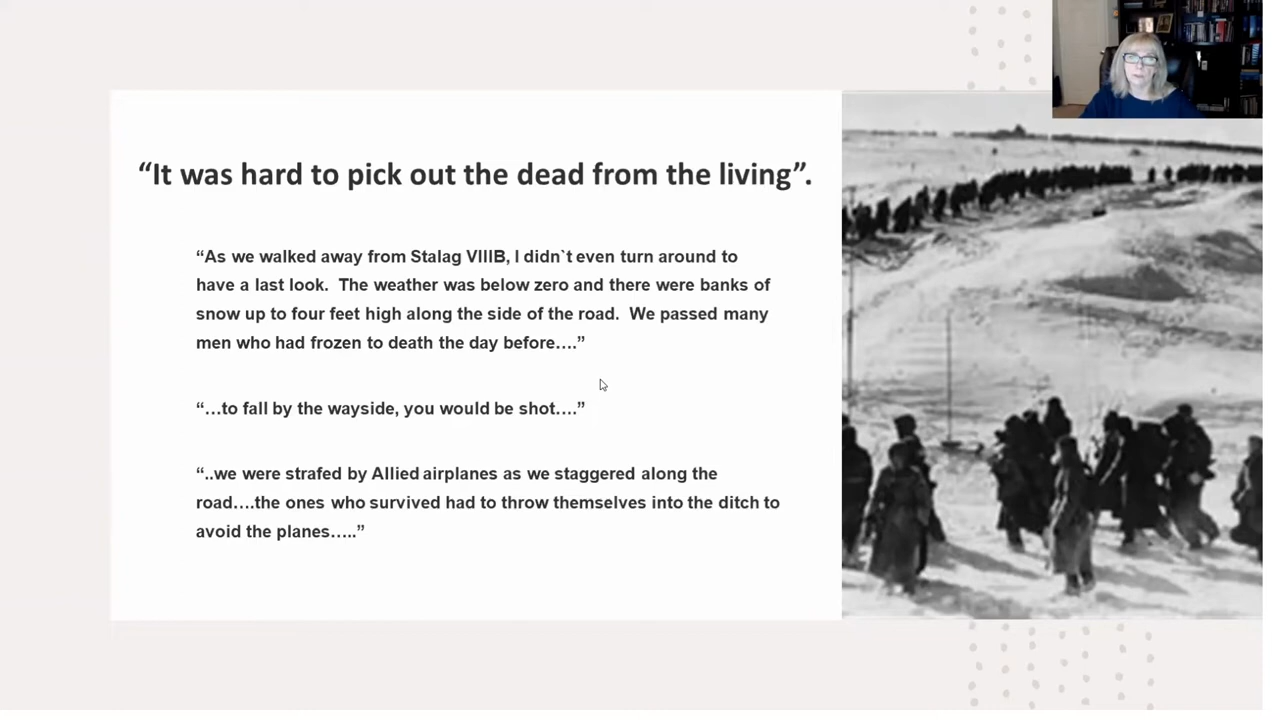 “It was hard to pick out the dead from the living”.
“As we walked away from Stalag VIIIB, I didn`t even turn around to
have a last look.  The weather was below zero and there were banks of
snow up to four feet high along the side of the road.  We passed many
men who had frozen to death the day before….”
“…to fall by the wayside, you would be shot….”
“..we were strafed by Allied airplanes as we staggered along the
road….the ones who survived had to throw themselves into the ditch to
avoid the planes…..”